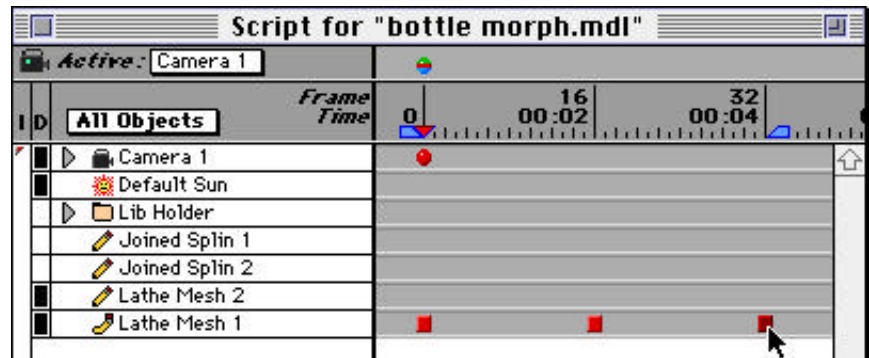 Script for "bottle morph.mdl"
Active: Camera 1
Frame 16 32
I D All Objects Time 0 00:02 00:04
Camera 1
Default Sun
Lib Holder
Joined Splin 1
Joined Splin 2
Lathe Mesh 2
Lathe Mesh 1